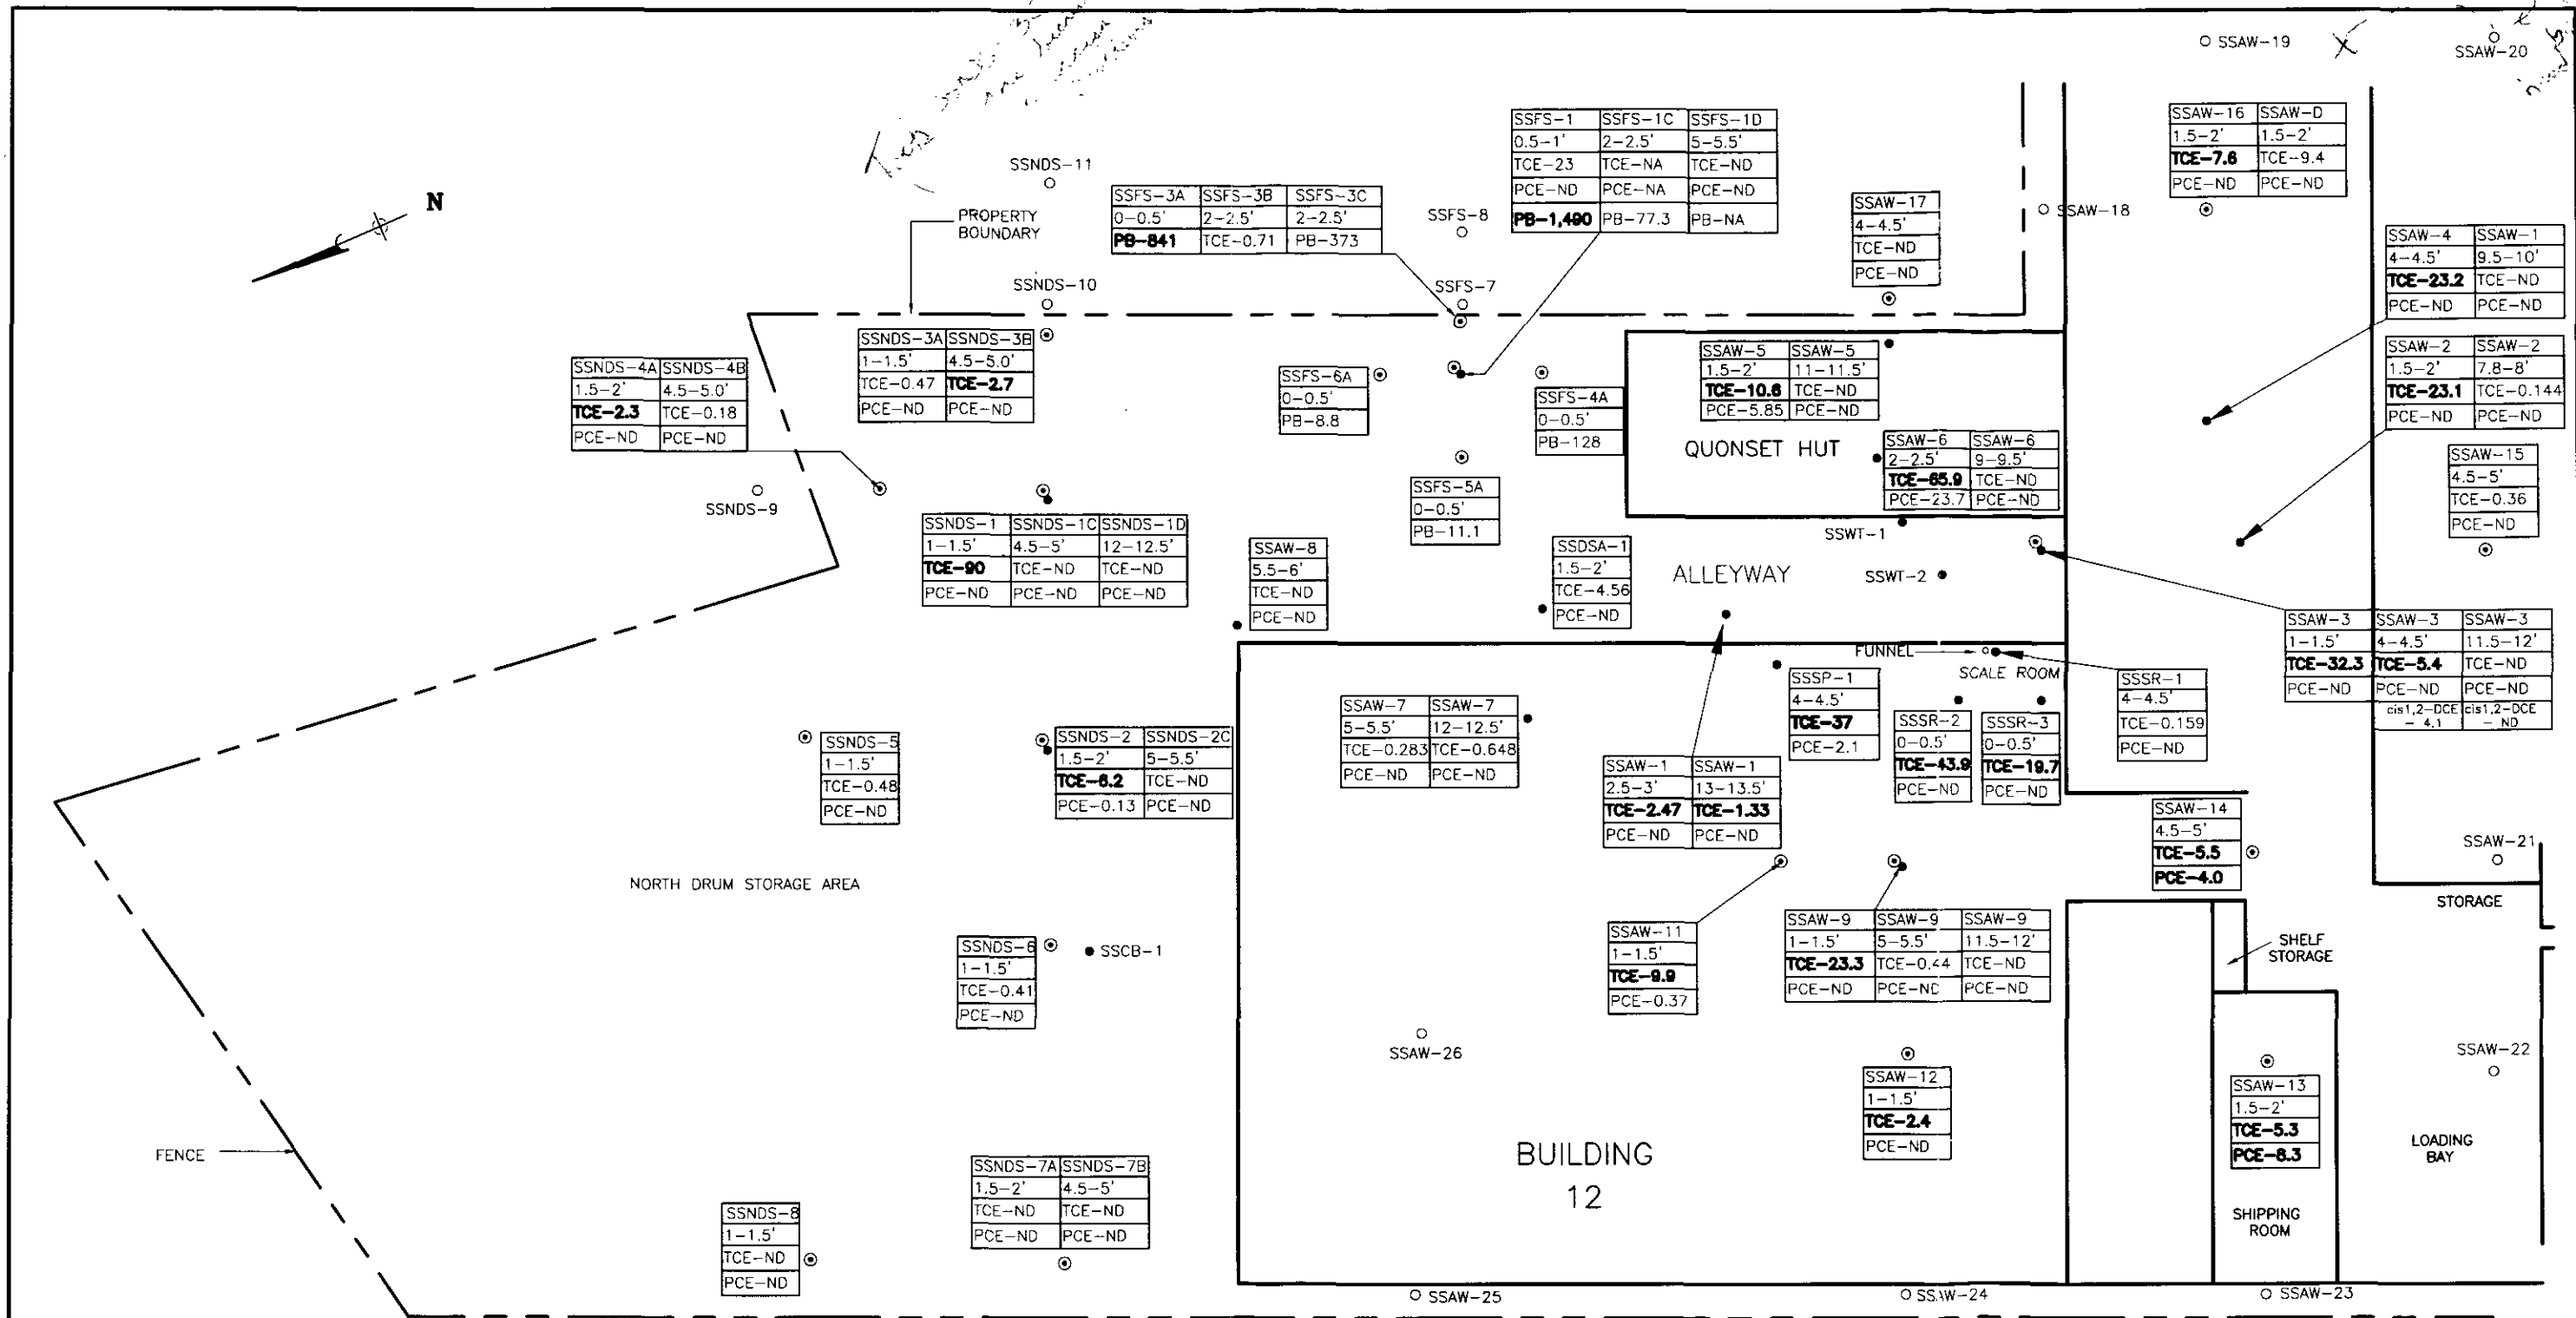 SSAW-19
SSAW-20
SSAW-16 SSAW-D
1.5-2' 1.5-2'
TCE-7.6 TCE-9.4
PCE-ND PCE-ND
SSFS-1 SSFS-1C SSFS-1D
0.5-1' 2-2.5' 5-5.5'
TCE-23 TCE-NA TCE-ND
PCE-ND PCE-NA PCE-ND
PB-1,490 PB-77.3 PB-NA
SSNDS-11
N
PROPERTY
BOUNDARY
SSFS-3A SSFS-3B SSFS-3C
0-0.5' 2-2.5' 2-2.5'
PB-841 TCE-0.71 PB-373
SSFS-8
SSAW-17
4-4.5'
TCE-ND
PCE-ND
SSAW-18
SSAW-4 SSAW-1
4-4.5' 9.5-10'
TCE-23.2 TCE-ND
PCE-ND PCE-ND
SSNDS-10
SSFS-7
SSNDS-4A SSNDS-4B
1.5-2' 4.5-5.0'
TCE-2.3 TCE-0.18
PCE-ND PCE-ND
SSNDS-3A SSNDS-3B
1-1.5' 4.5-5.0'
TCE-0.47 TCE-2.7
PCE-ND PCE-ND
SSFS-6A
0-0.5'
PB-8.8
SSFS-4A
0-0.5'
PB-128
SSAW-5 SSAW-5
1.5-2' 11-11.5'
TCE-10.6 TCE-ND
PCE-5.85 PCE-ND
QUONSET HUT
SSAW-2 SSAW-2
1.5-2' 7.8-8'
TCE-23.1 TCE-0.144
PCE-ND PCE-ND
SSAW-6 SSAW-6
2-2.5' 9-9.5'
TCE-65.9 TCE-ND
PCE-23.7 PCE-ND
SSAW-15
4.5-5'
TCE-0.36
PCE-ND
SSNDS-9
SSNDS-1 SSNDS-1C SSNDS-1D
1-1.5' 4.5-5' 12-12.5'
TCE-90 TCE-ND TCE-ND
PCE-ND PCE-ND PCE-ND
SSFS-5A
0-0.5'
PB-11.1
SSAW-8
5.5-6'
TCE-ND
PCE-ND
SSDSA-1
1.5-2'
TCE-4.56
PCE-ND
SSWT-1
ALLEYWAY
SSWT-2
SSAW-3 SSAW-3 SSAW-3
1-1.5' 4-4.5' 11.5-12'
TCE-32.3 TCE-5.4 TCE-ND
PCE-ND PCE-ND PCE-ND
cis1,2-DCE cis1,2-DCE
- 4.1 - ND
FUNNEL
SCALE ROOM
SSSP-1
4-4.5'
TCE-37
PCE-2.1
SSSR-1
4-4.5'
TCE-0.159
PCE-ND
SSSR-2 SSSR-3
0-0.5' 0-0.5'
TCE-43.9 TCE-19.7
PCE-ND PCE-ND
SSAW-7 SSAW-7
5-5.5' 12-12.5'
TCE-0.283 TCE-0.648
PCE-ND PCE-ND
SSNDS-5
1-1.5'
TCE-0.48
PCE-ND
SSNDS-2 SSNDS-2C
1.5-2' 5-5.5'
TCE-6.2 TCE-ND
PCE-0.13 PCE-ND
SSAW-1 SSAW-1
2.5-3' 13-13.5'
TCE-2.47 TCE-1.33
PCE-ND PCE-ND
SSAW-14
4.5-5'
TCE-5.5
PCE-4.0
SSAW-21
NORTH DRUM STORAGE AREA
STORAGE
SSAW-11
1-1.5'
TCE-9.9
PCE-0.37
SSAW-9 SSAW-9 SSAW-9
1-1.5' 5-5.5' 11.5-12'
TCE-23.3 TCE-0.44 TCE-ND
PCE-ND PCE-ND PCE-ND
SHELF
STORAGE
SSNDS-6
1-1.5'
TCE-0.41
PCE-ND
SSCB-1
SSAW-26
SSAW-22
SSAW-12
1-1.5'
TCE-2.4
PCE-ND
SSAW-13
1.5-2'
TCE-5.3
PCE-8.3
FENCE
BUILDING
12
LOADING
BAY
SSNDS-7A SSNDS-7B
1.5-2' 4.5-5'
TCE-ND TCE-ND
PCE-ND PCE-ND
SSNDS-8
1-1.5'
TCE-ND
PCE-ND
SHIPPING
ROOM
SSAW-25
SSAW-24
SSAW-23